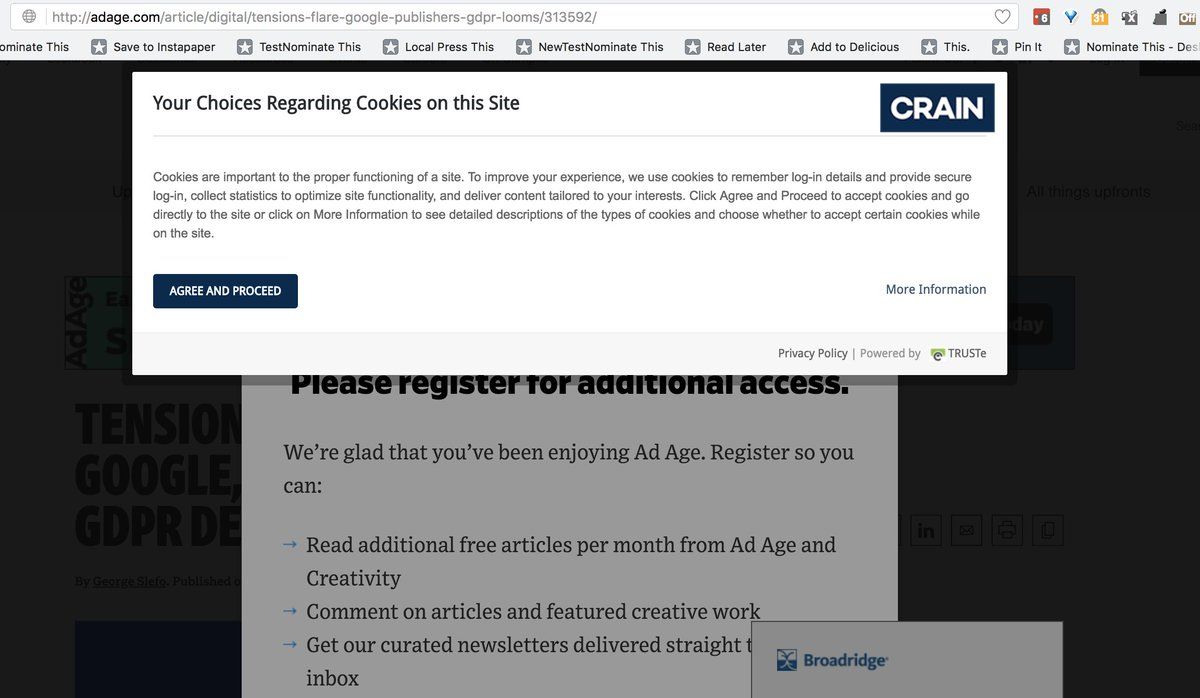 http://adage.com/article/digital/tensions-flare-google-publishers-gdpr-looms/313592/
6
31
Off
ominate This
Save to Instapaper
TestNominate This
Local Press This
NewTestNominate This
Read Later
Add to Delicious
This.
Pin It
Nominate This - Des
Your Choices Regarding Cookies on this Site
CRAIN
Cookies are important to the proper functioning of a site. To improve your experience, we use cookies to remember log-in details and provide secure
log-in, collect statistics to optimize site functionality, and deliver content tailored to your interests. Click Agree and Proceed to accept cookies and go
directly to the site or click on More Information to see detailed descriptions of the types of cookies and choose whether to accept certain cookies while
on the site.
AGREE AND PROCEED
More Information
Privacy Policy | Powered by TRUSTe
Sea
Up
All things upfronts
AdAge
Ea
S
day
Please register for additional access.
We’re glad that you’ve been enjoying Ad Age. Register so you
can:
→ Read additional free articles per month from Ad Age and
Creativity
→ Comment on articles and featured creative work
→ Get our curated newsletters delivered straight t
inbox
TENSION
GOOGLE,
GDPR DE
By George Slefo. Published o
in
Broadridge